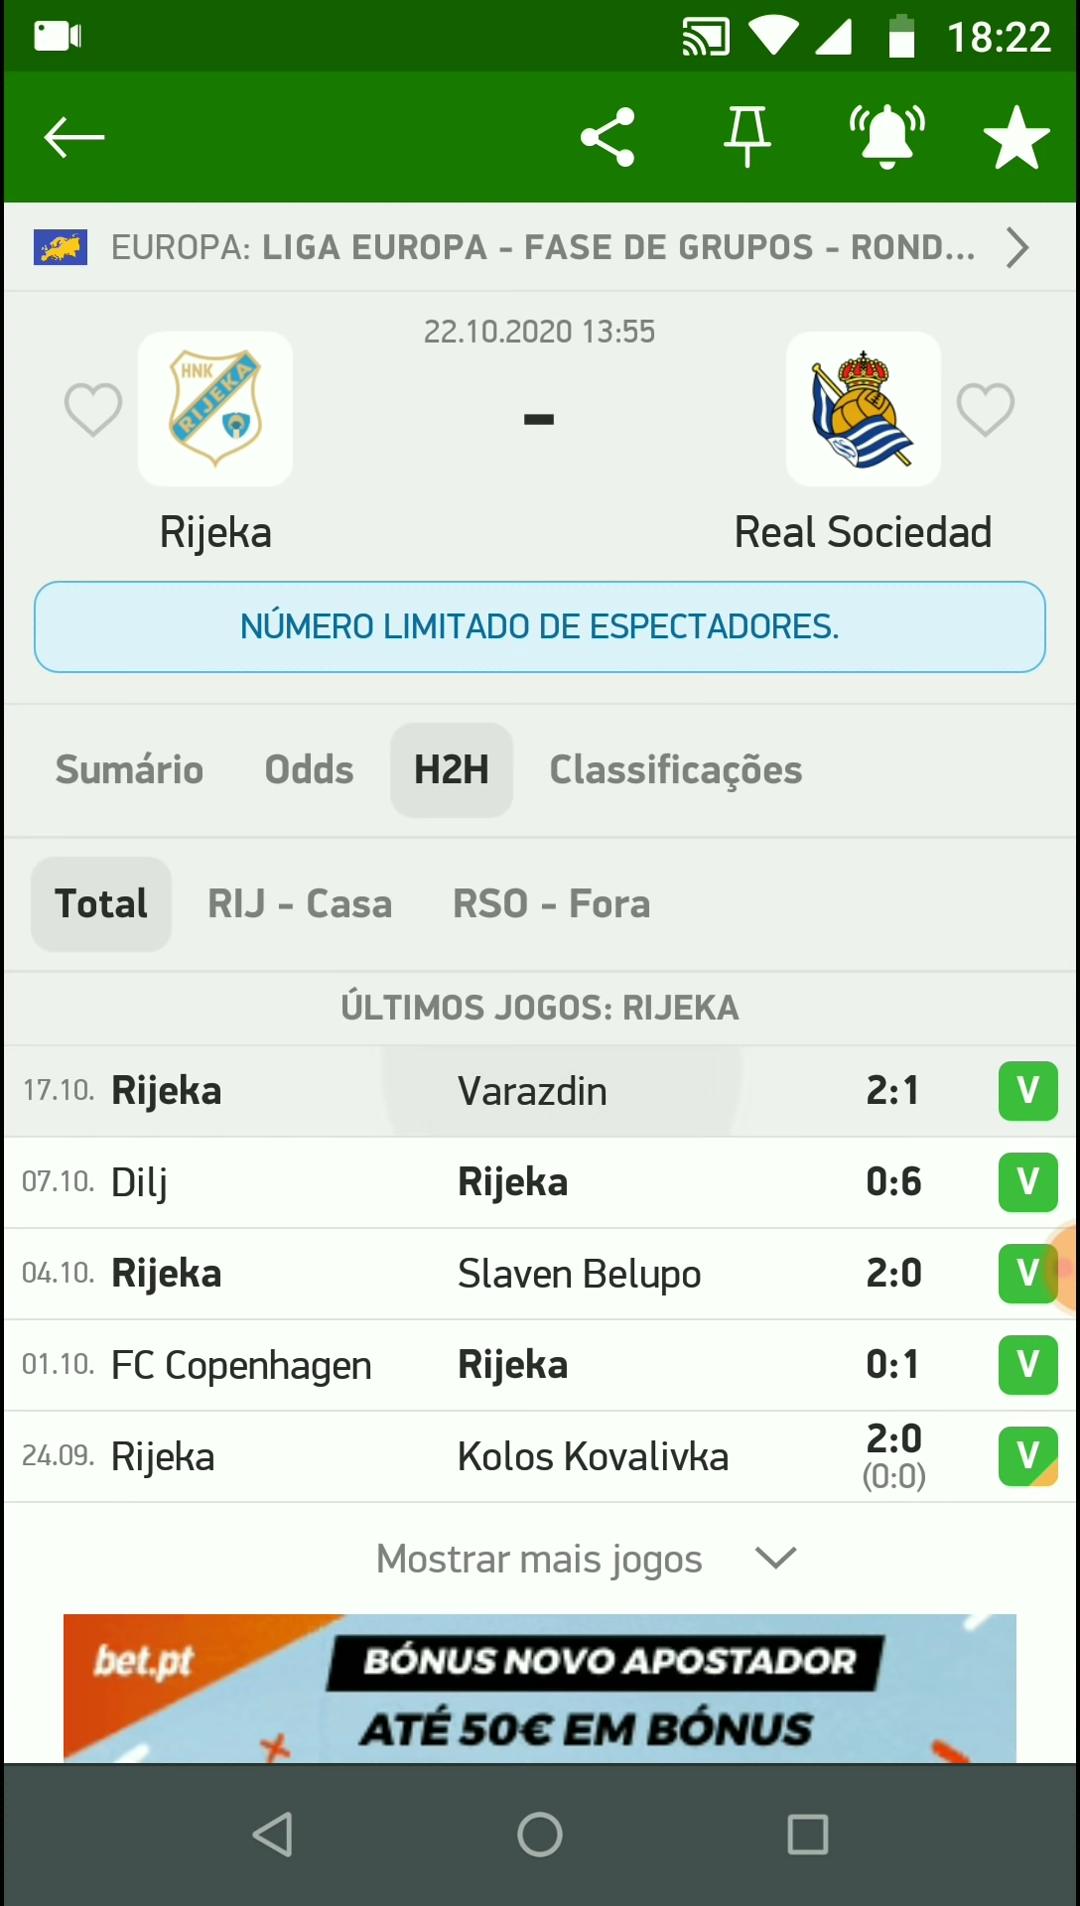 18:22
EUROPA: LIGA EUROPA - FASE DE GRUPOS - ROND...
22.10.2020 13:55
HNK
RIJEKA
-
Rijeka
Real Sociedad
NÚMERO LIMITADO DE ESPECTADORES.
Sumário Odds H2H Classificações
Total RIJ - Casa RSO - Fora
ÚLTIMOS JOGOS: RIJEKA
17.10. Rijeka Varazdin 2:1 V
07.10. Dilj Rijeka 0:6 V
04.10. Rijeka Slaven Belupo 2:0 V
01.10. FC Copenhagen Rijeka 0:1 V
24.09. Rijeka Kolos Kovalivka 2:0 V
(0:0)
Mostrar mais jogos
bet.pt BÓNUS NOVO APOSTADOR
ATÉ 50€ EM BÓNUS